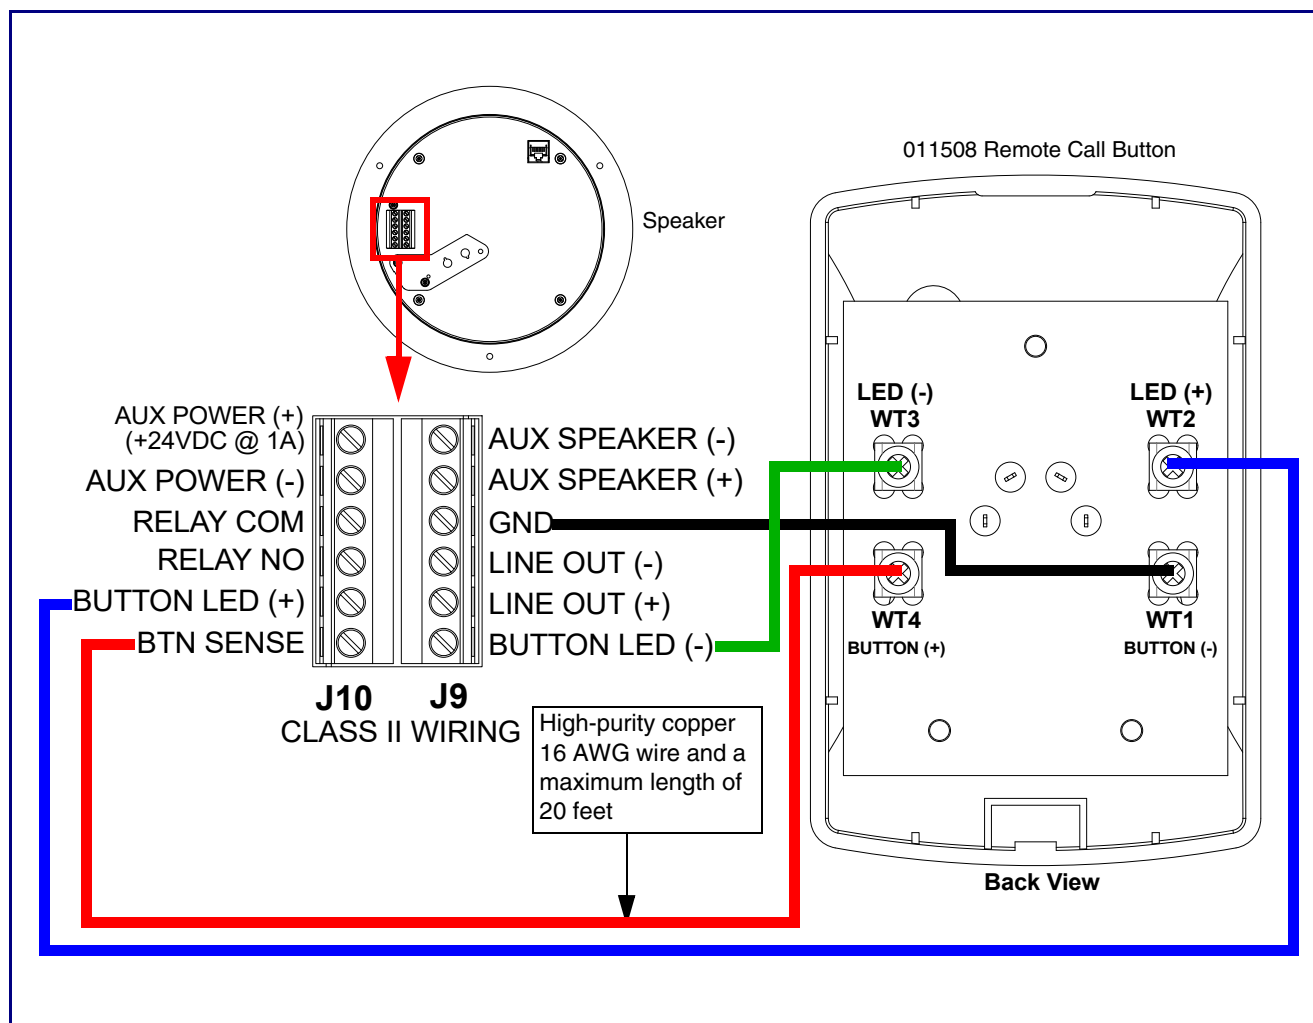 011508 Remote Call Button
Speaker
AUX POWER (+)
(+24VDC @ 1A)
AUX POWER (-)
RELAY COM
RELAY NO
BUTTON LED (+)
BTN SENSE
AUX SPEAKER (-)
AUX SPEAKER (+)
GND
LINE OUT (-)
LINE OUT (+)
BUTTON LED (-)
J10
J9
CLASS II WIRING
High-purity copper
16 AWG wire and a
maximum length of
20 feet
LED (-)
WT3
LED (+)
WT2
WT4
BUTTON (+)
WT1
BUTTON (-)
Back View